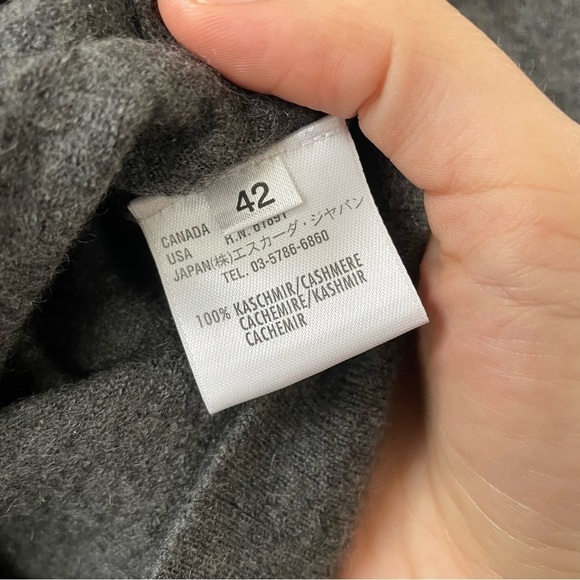 42
CANADA
USA R.N. 61891
JAPAN(株)エスカーダ・ジャパン
TEL. 03-5786-6860
100% KASCHMIR/CASHMERE
CACHEMIRE/KASHMIR
CACHEMIR